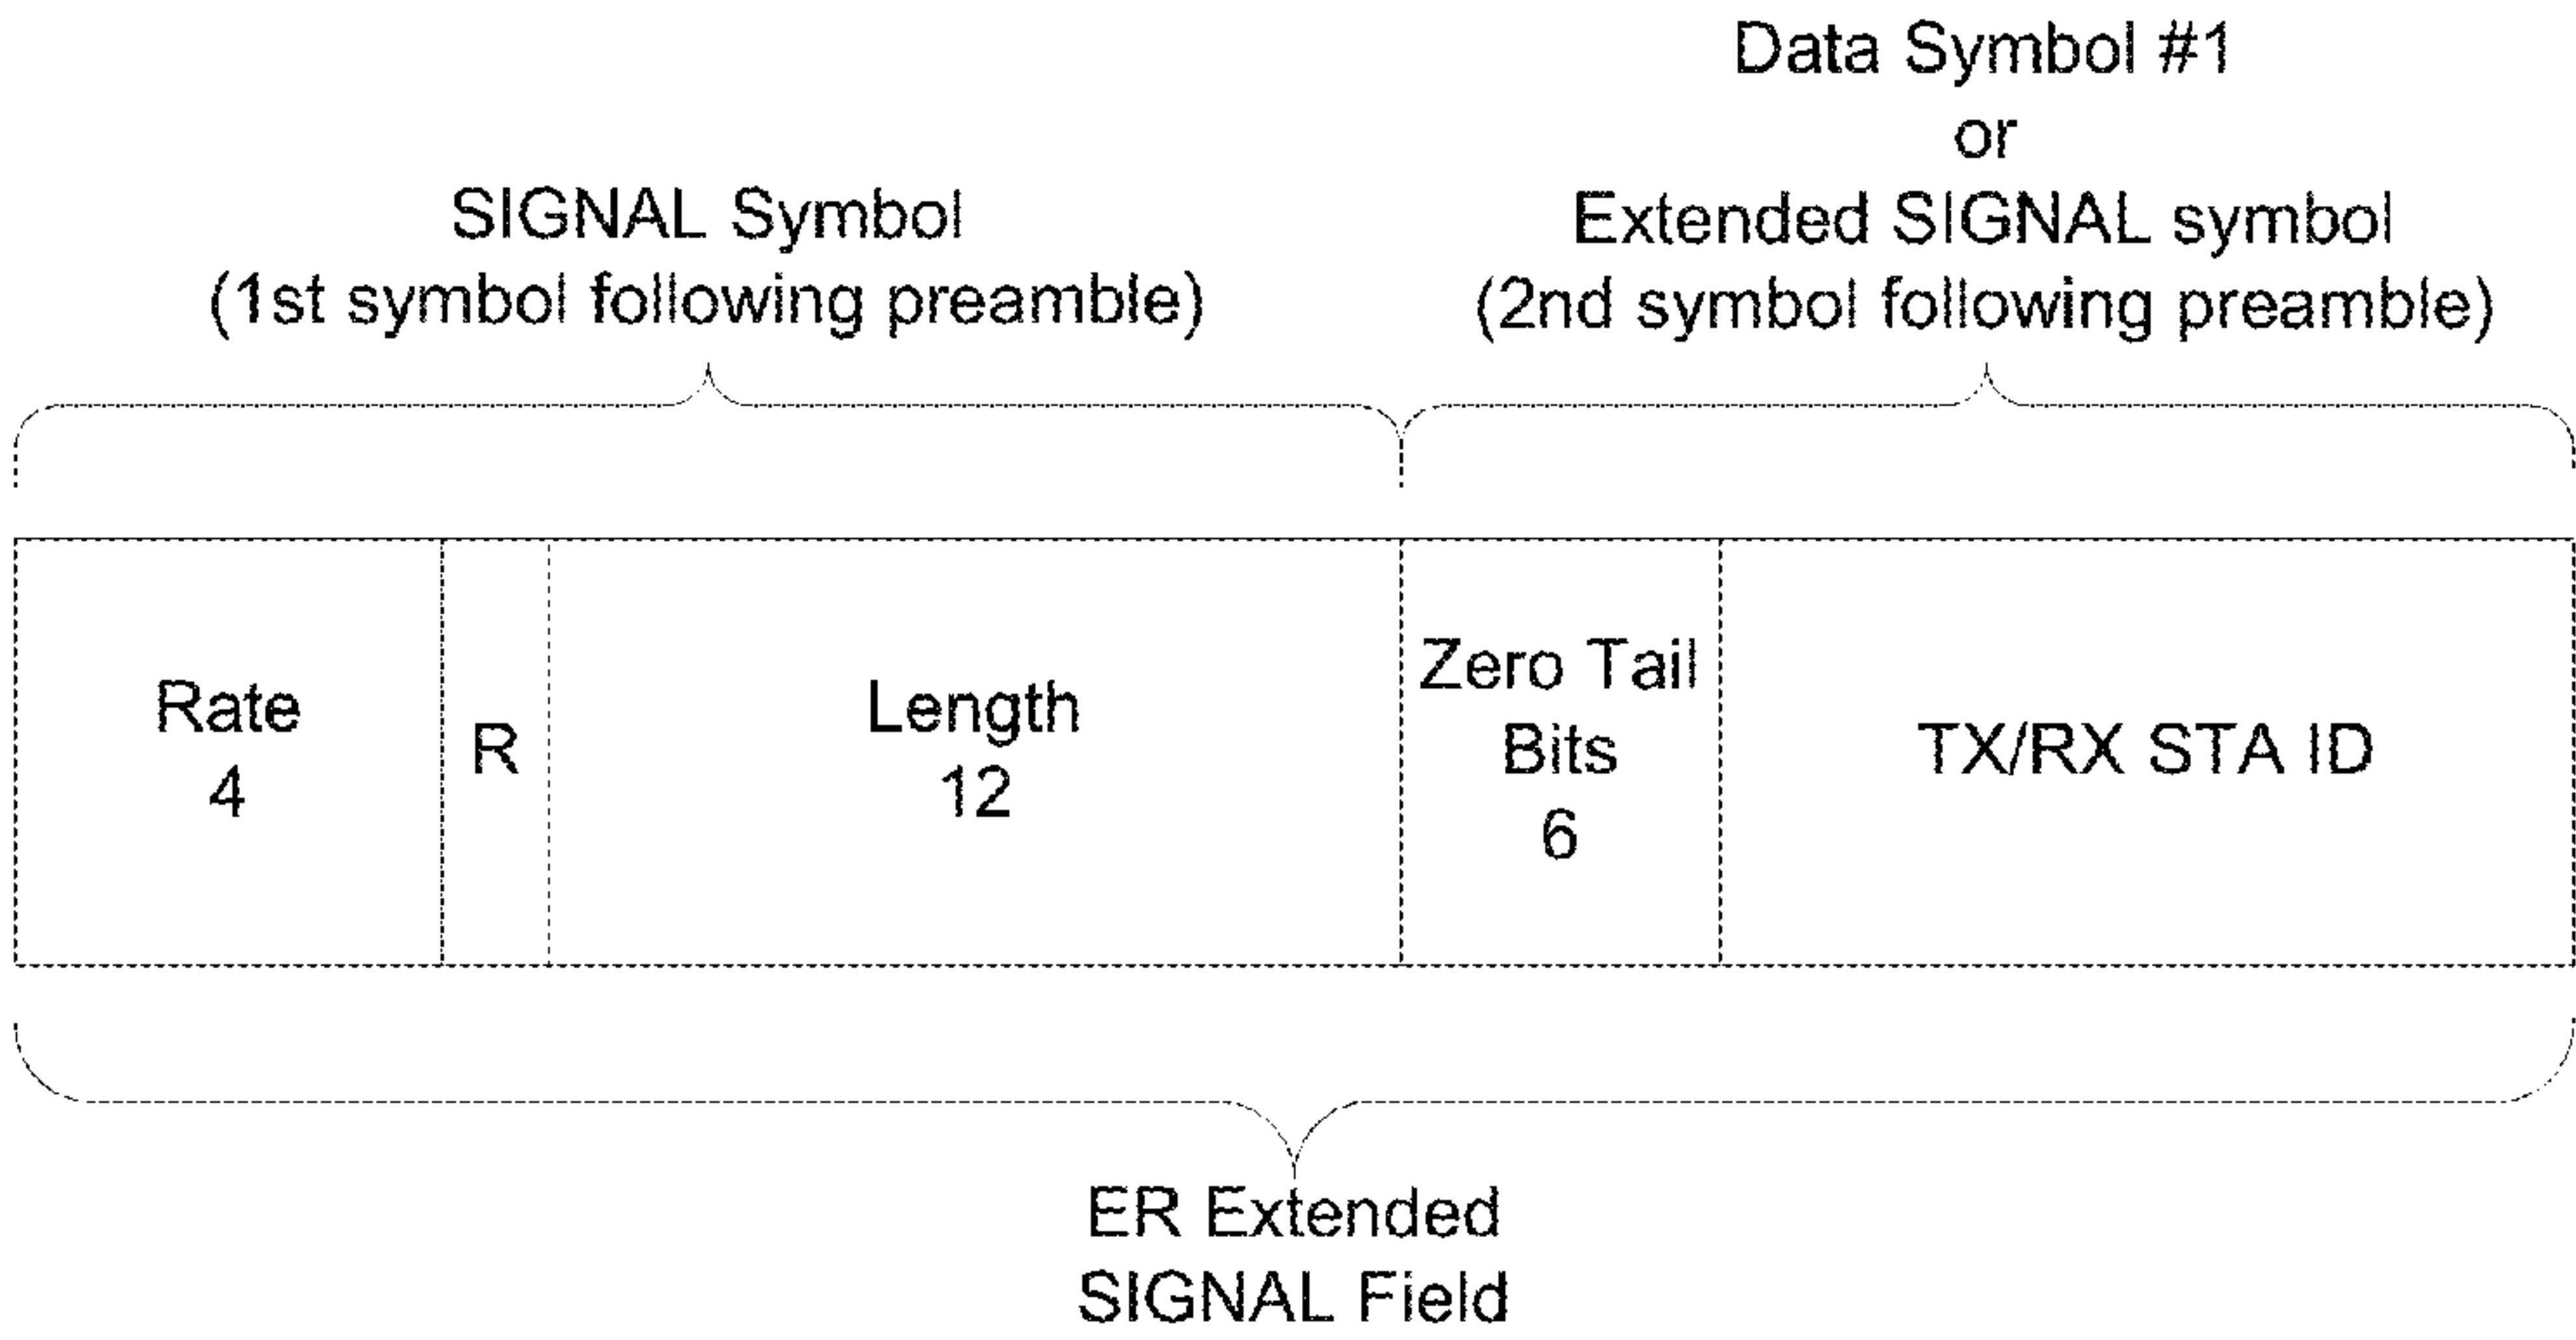 Data Symbol #1
or
Extended SIGNAL symbol
(2nd symbol following preamble)
SIGNAL Symbol
(1st symbol following preamble)
Rate
4
R
Length
12
Zero Tail
Bits
6
TX/RX STA ID
ER Extended
SIGNAL Field